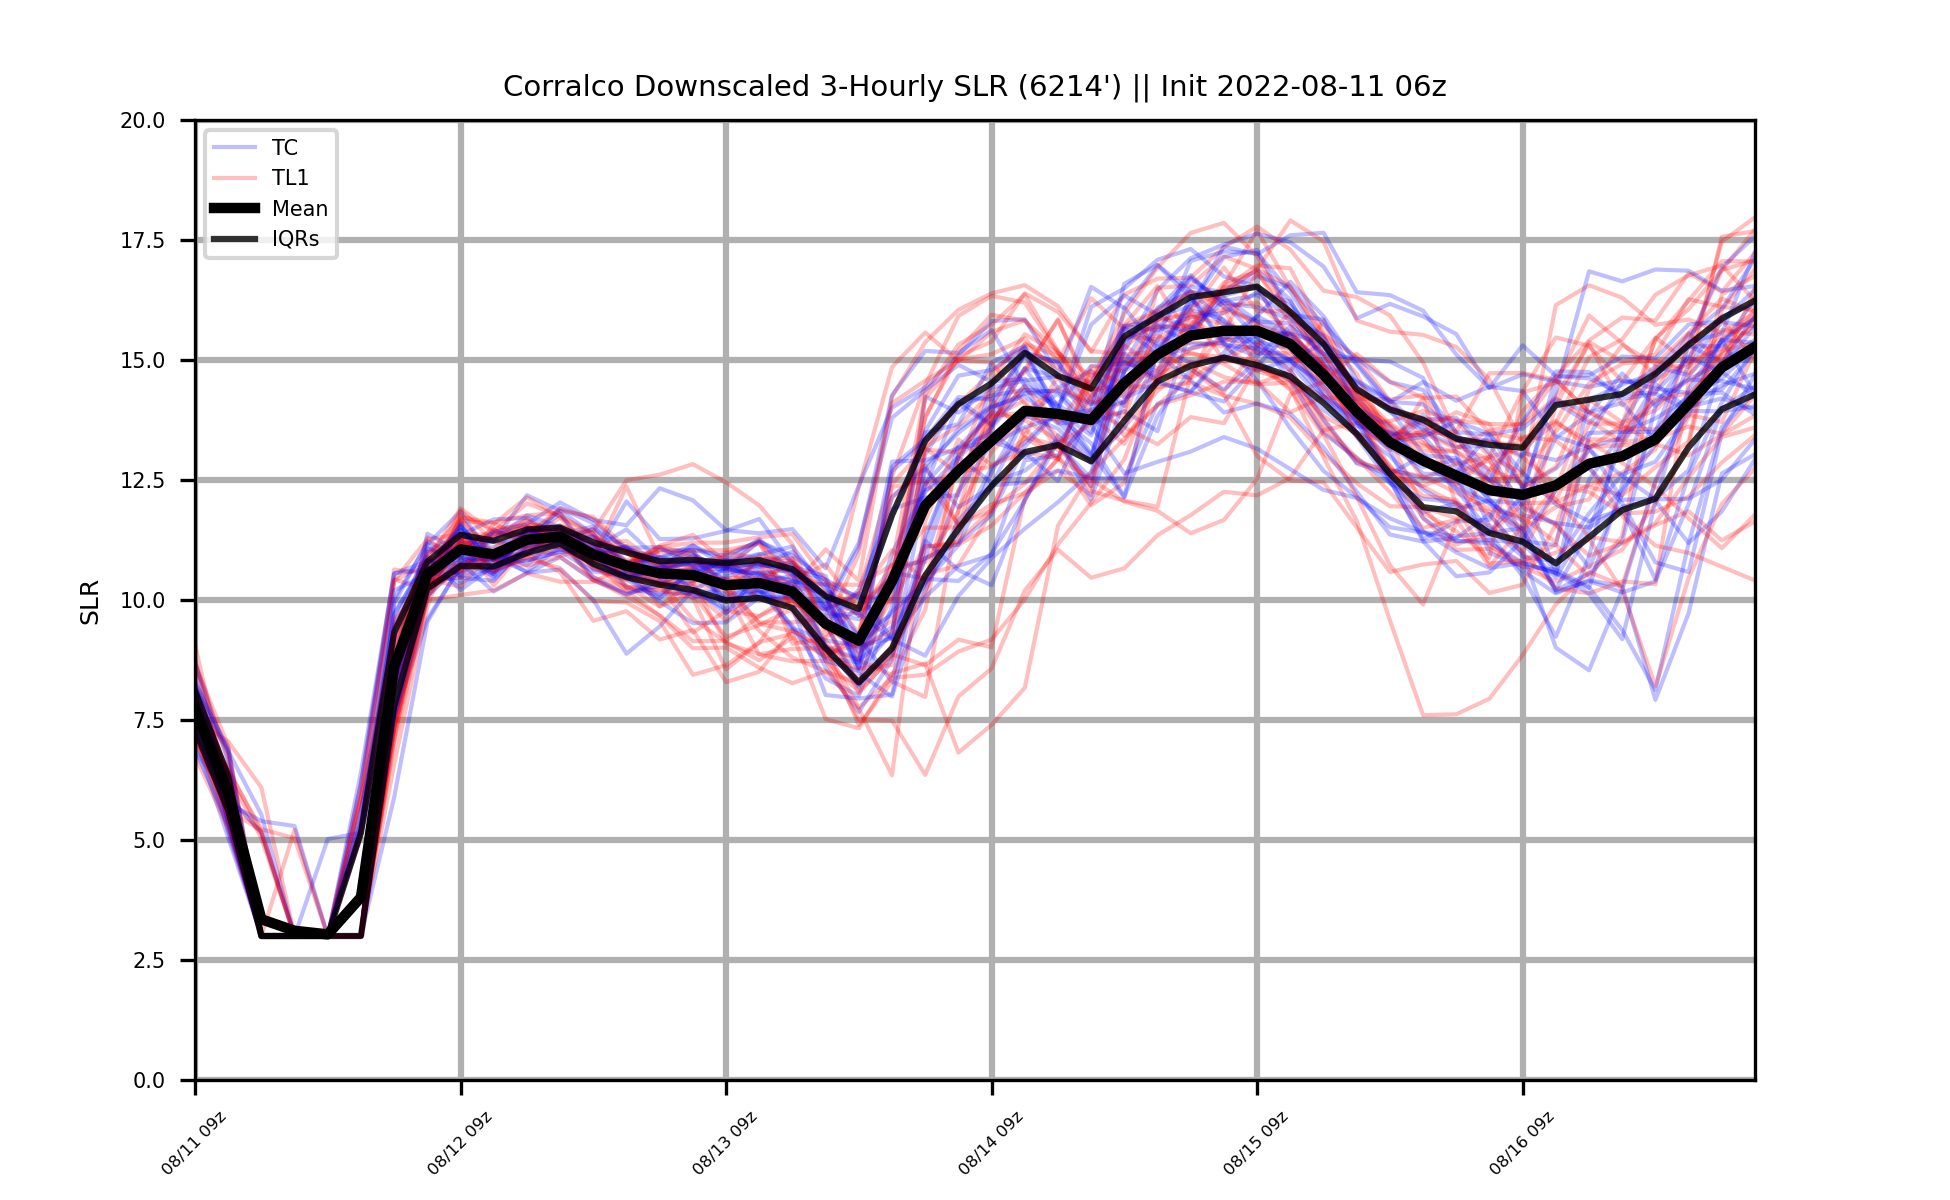 Corralco Downscaled 3-Hourly SLR (6214') || Init 2022-08-11 06z
20.0
17.5
15.0
12.5
10.0
7.5
5.0
2.5
0.0
SLR
TC
TL1
Mean
IQRs
08/11 09z
08/12 09z
08/13 09z
08/14 09z
08/15 09z
08/16 09z